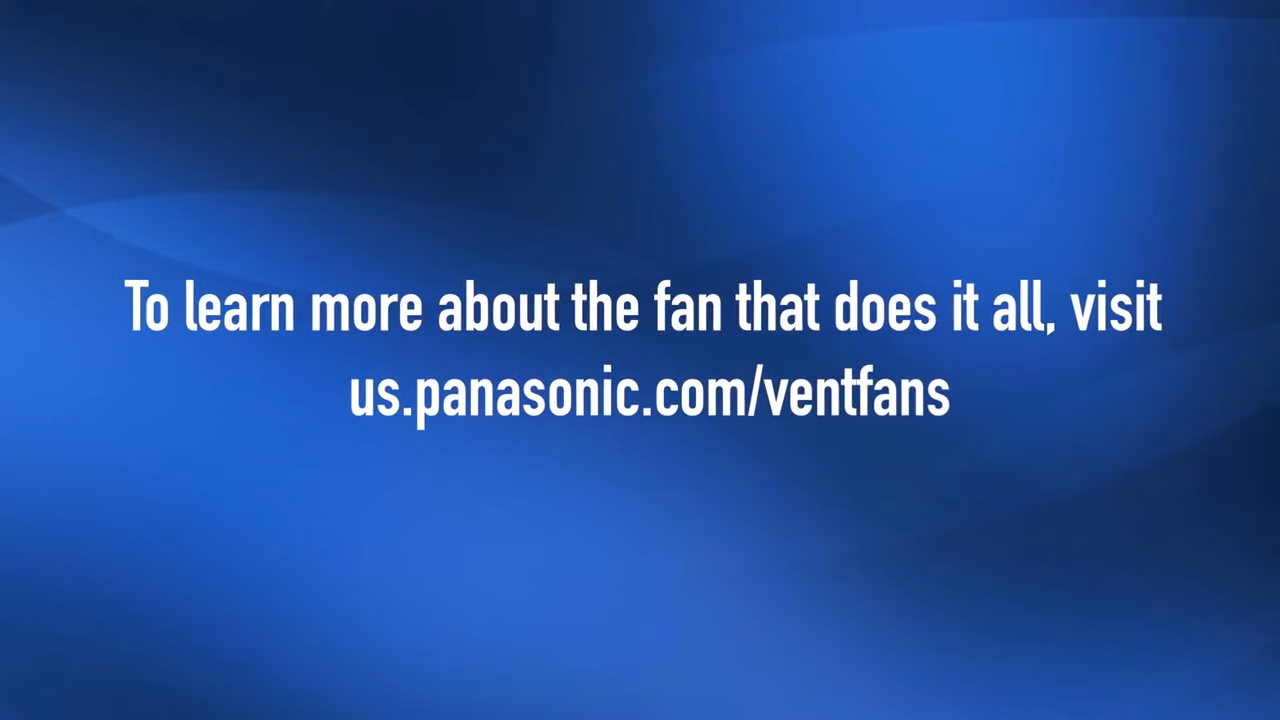 To learn more about the fan that does it all, visit
us.panasonic.com/ventfans